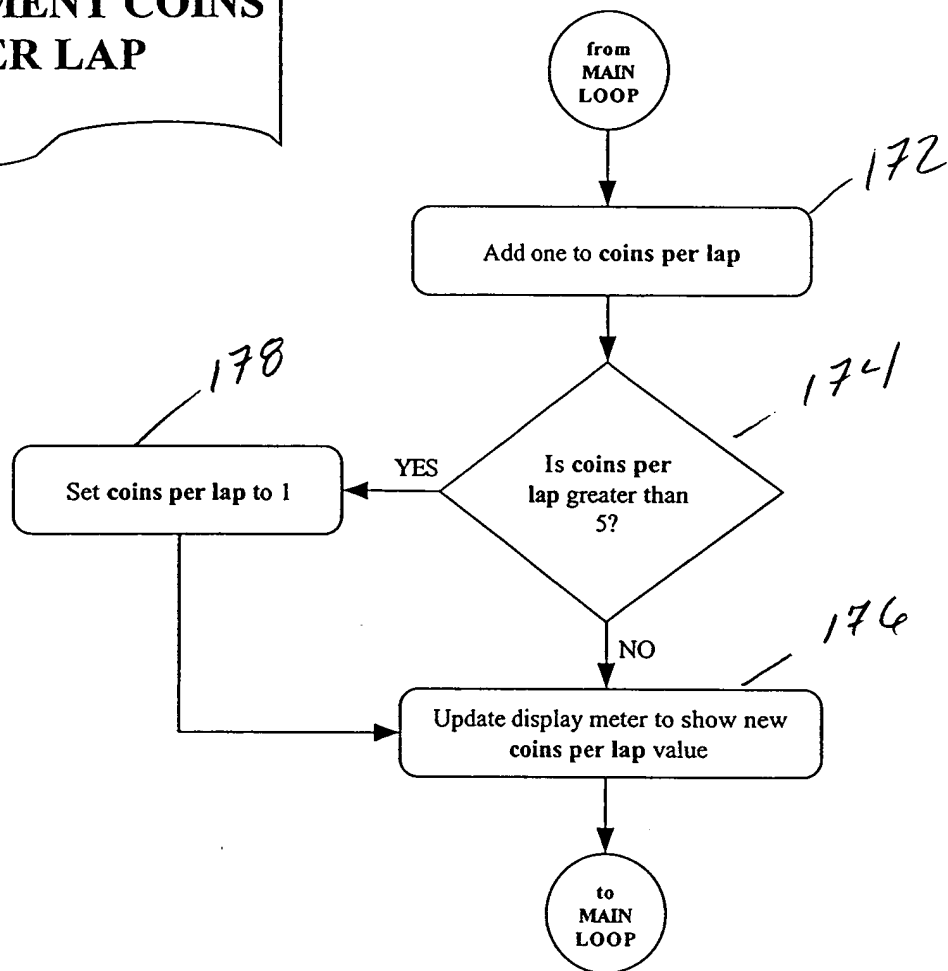 MENT COINS
ER LAP
from
MAIN
LOOP
172
Add one to coins per lap
178
174
Set coins per lap to 1
YES
Is coins per
lap greater than
5?
176
NO
Update display meter to show new
coins per lap value
to
MAIN
LOOP